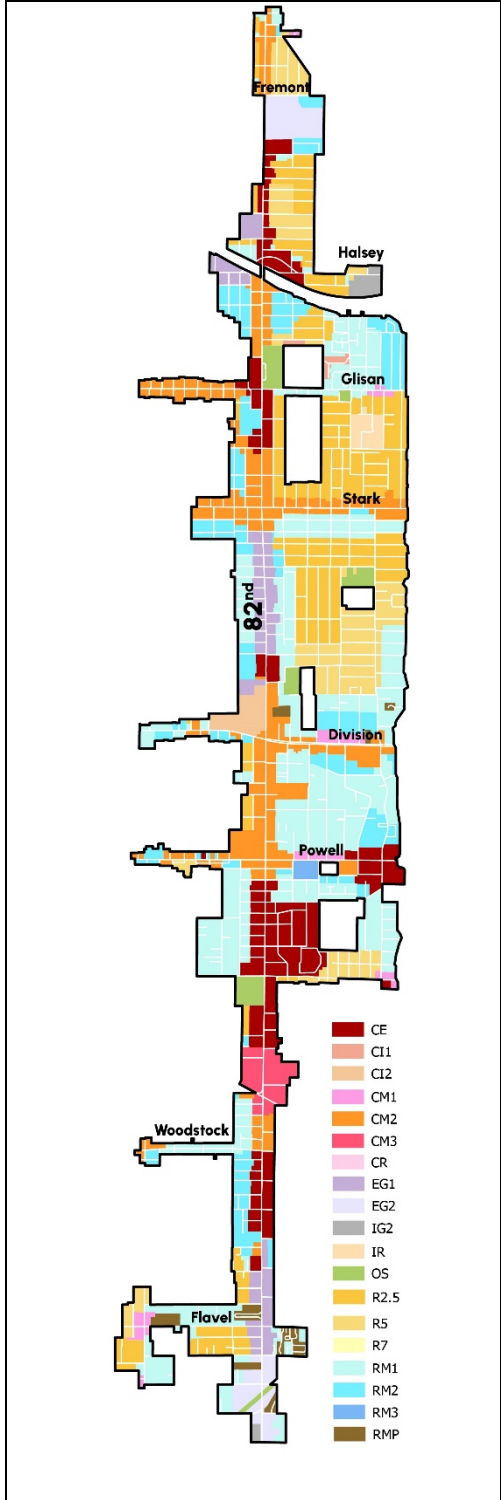 Fremont
Halsey
Glisan
Stark
82nd
Division
Powell
Woodstock
Flavel
CE
CI1
CI2
CM1
CM2
CM3
CR
EG1
EG2
IG2
IR
OS
R2.5
R5
R7
RM1
RM2
RM3
RMP